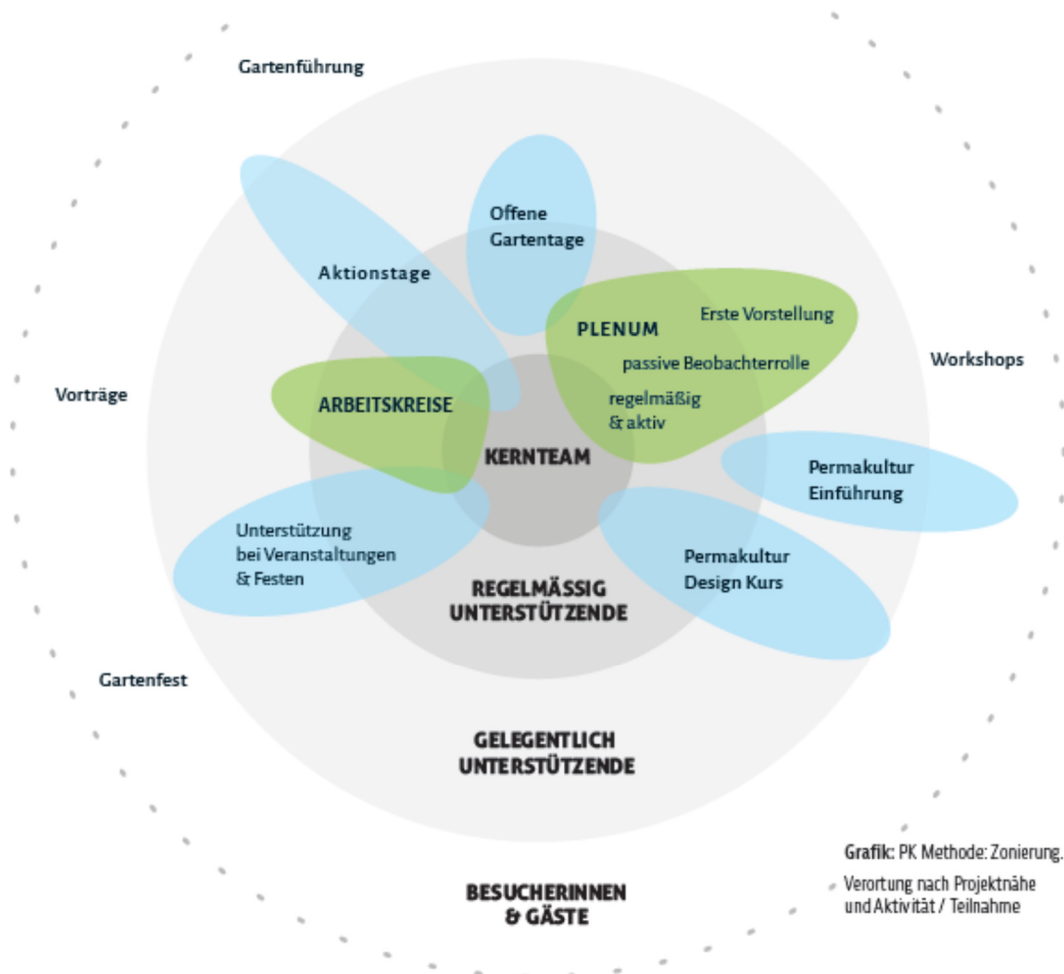 Gartenführung
Offene
Gartentage
Aktionstage
Erste Vorstellung
PLENUM
passive Beobachterrolle
Workshops
Vorträge
regelmäßig
& aktiv
ARBEITSKREISE
KERNTEAM
Permakultur
Einführung
Unterstützung
bei Veranstaltungen
& Festen
Permakultur
Design Kurs
REGELMÄSSIG
UNTERSTÜTZENDE
Gartenfest
GELEGENTLICH
UNTERSTÜTZENDE
Grafik: PK Methode: Zonierung.
Verortung nach Projektnähe
und Aktivität / Teilnahme
BESUCHERINNEN
& GÄSTE